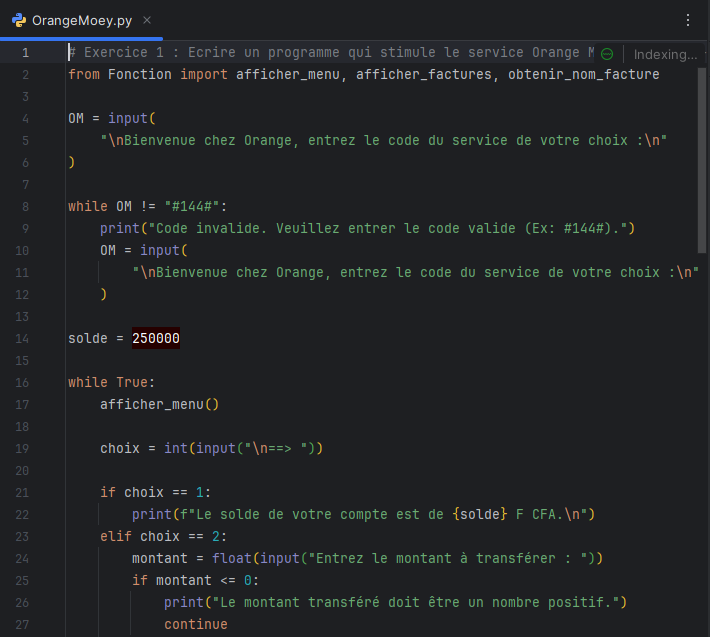 OrangeMoey.py ×
1 # Exercice 1 : Ecrire un programme qui stimule le service Orange Indexing...
2 from Fonction import afficher_menu, afficher_factures, obtenir_nom_facture
3
4 OM = input(
5 "\nBienvenue chez Orange, entrez le code du service de votre choix :\n"
6 )
7
8 while OM != "#144#":
9 print("Code invalide. Veuillez entrer le code valide (Ex: #144#).")
10 OM = input(
11 "\nBienvenue chez Orange, entrez le code du service de votre choix :\n"
12 )
13
14 solde = 250000
15
16 while True:
17 afficher_menu()
18
19 choix = int(input("\n==> "))
20
21 if choix == 1:
22 print(f"Le solde de votre compte est de {solde} F CFA.\n")
23 elif choix == 2:
24 montant = float(input("Entrez le montant à transférer : "))
25 if montant <= 0:
26 print("Le montant transféré doit être un nombre positif.")
27 continue